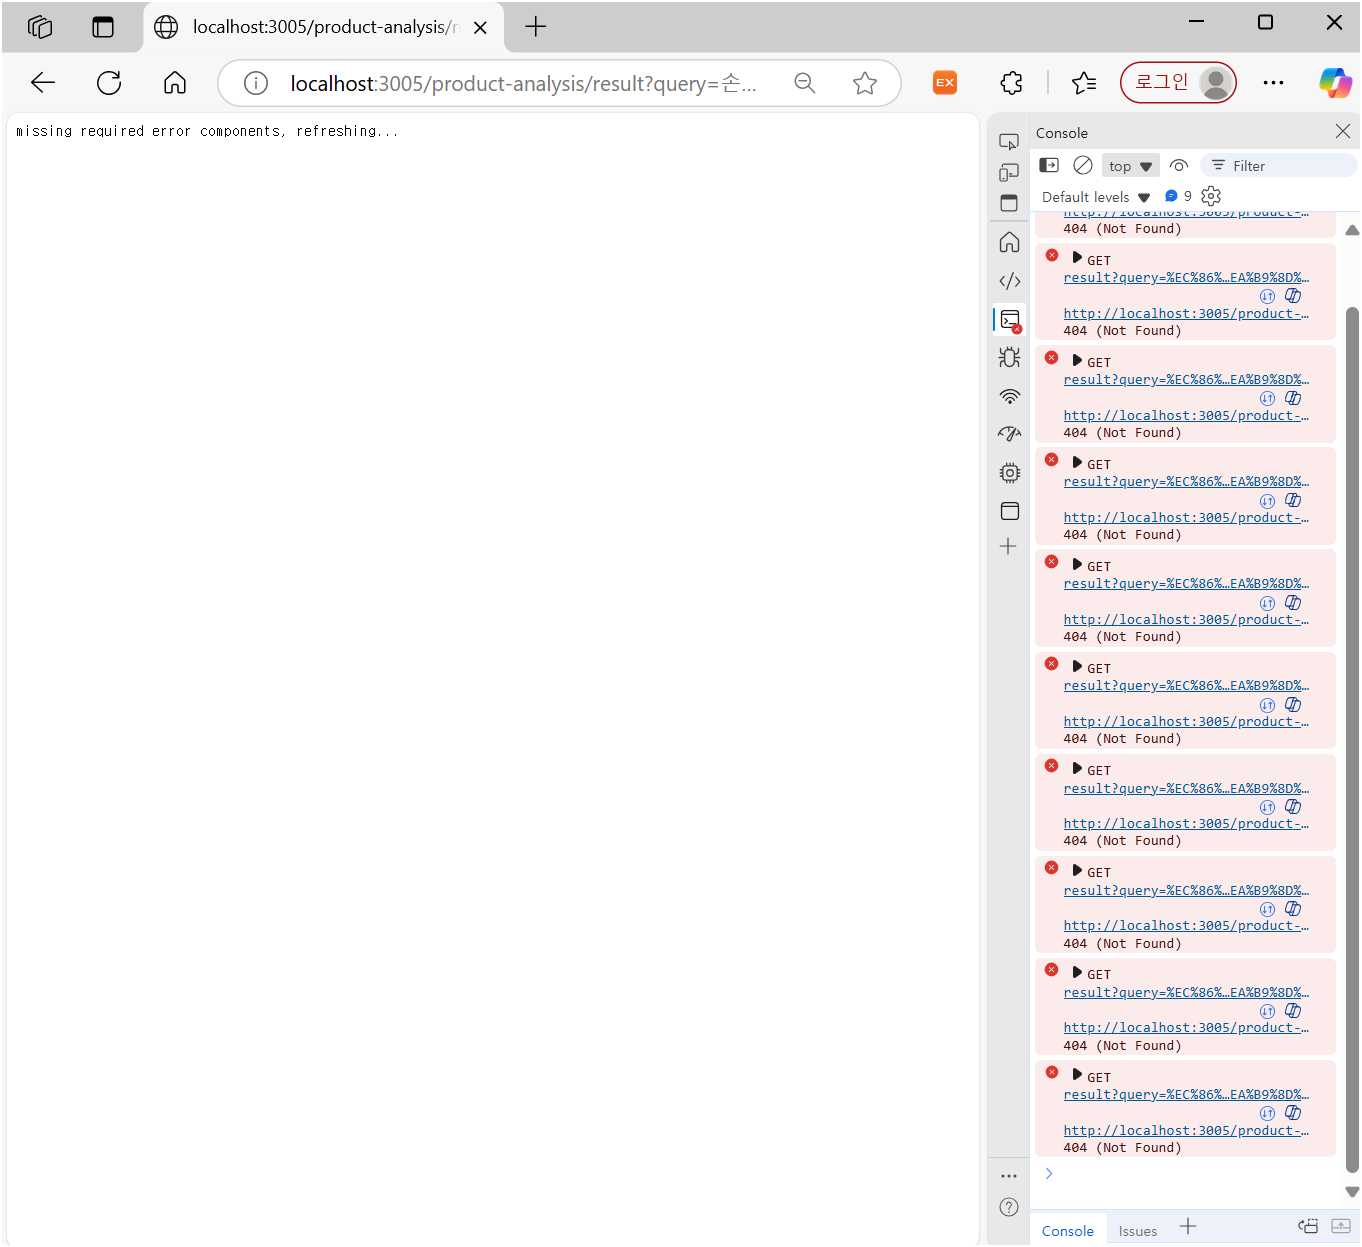 localhost:3005/product-analysis/r
localhost:3005/product-analysis/result?query=손...
EX
로그인
missing required error components, refreshing...
Console
top
Filter
Default levels
9
http://localhost:3005/product-…
404 (Not Found)
GET
result?query=%EC%86%…EA%B9%8D%…
http://localhost:3005/product-…
404 (Not Found)
GET
result?query=%EC%86%…EA%B9%8D%…
http://localhost:3005/product-…
404 (Not Found)
GET
result?query=%EC%86%…EA%B9%8D%…
http://localhost:3005/product-…
404 (Not Found)
GET
result?query=%EC%86%…EA%B9%8D%…
http://localhost:3005/product-…
404 (Not Found)
GET
result?query=%EC%86%…EA%B9%8D%…
http://localhost:3005/product-…
404 (Not Found)
GET
result?query=%EC%86%…EA%B9%8D%…
http://localhost:3005/product-…
404 (Not Found)
GET
result?query=%EC%86%…EA%B9%8D%…
http://localhost:3005/product-…
404 (Not Found)
GET
result?query=%EC%86%…EA%B9%8D%…
http://localhost:3005/product-…
404 (Not Found)
GET
result?query=%EC%86%…EA%B9%8D%…
http://localhost:3005/product-…
404 (Not Found)
Console
Issues